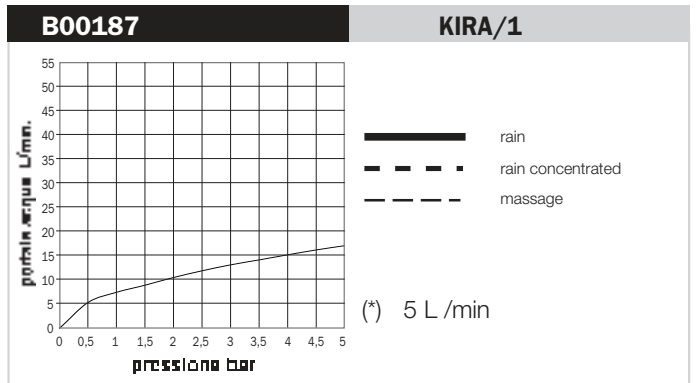 B00187
KIRA/1
55
50
45
40
35
30
25
20
15
10
5
0
0 0,5 1 1,5 2 2,5 3 3,5 4 4,5 5
portata acqua L/min.
pressione bar
rain
rain concentrated
massage
(*) 5 L /min